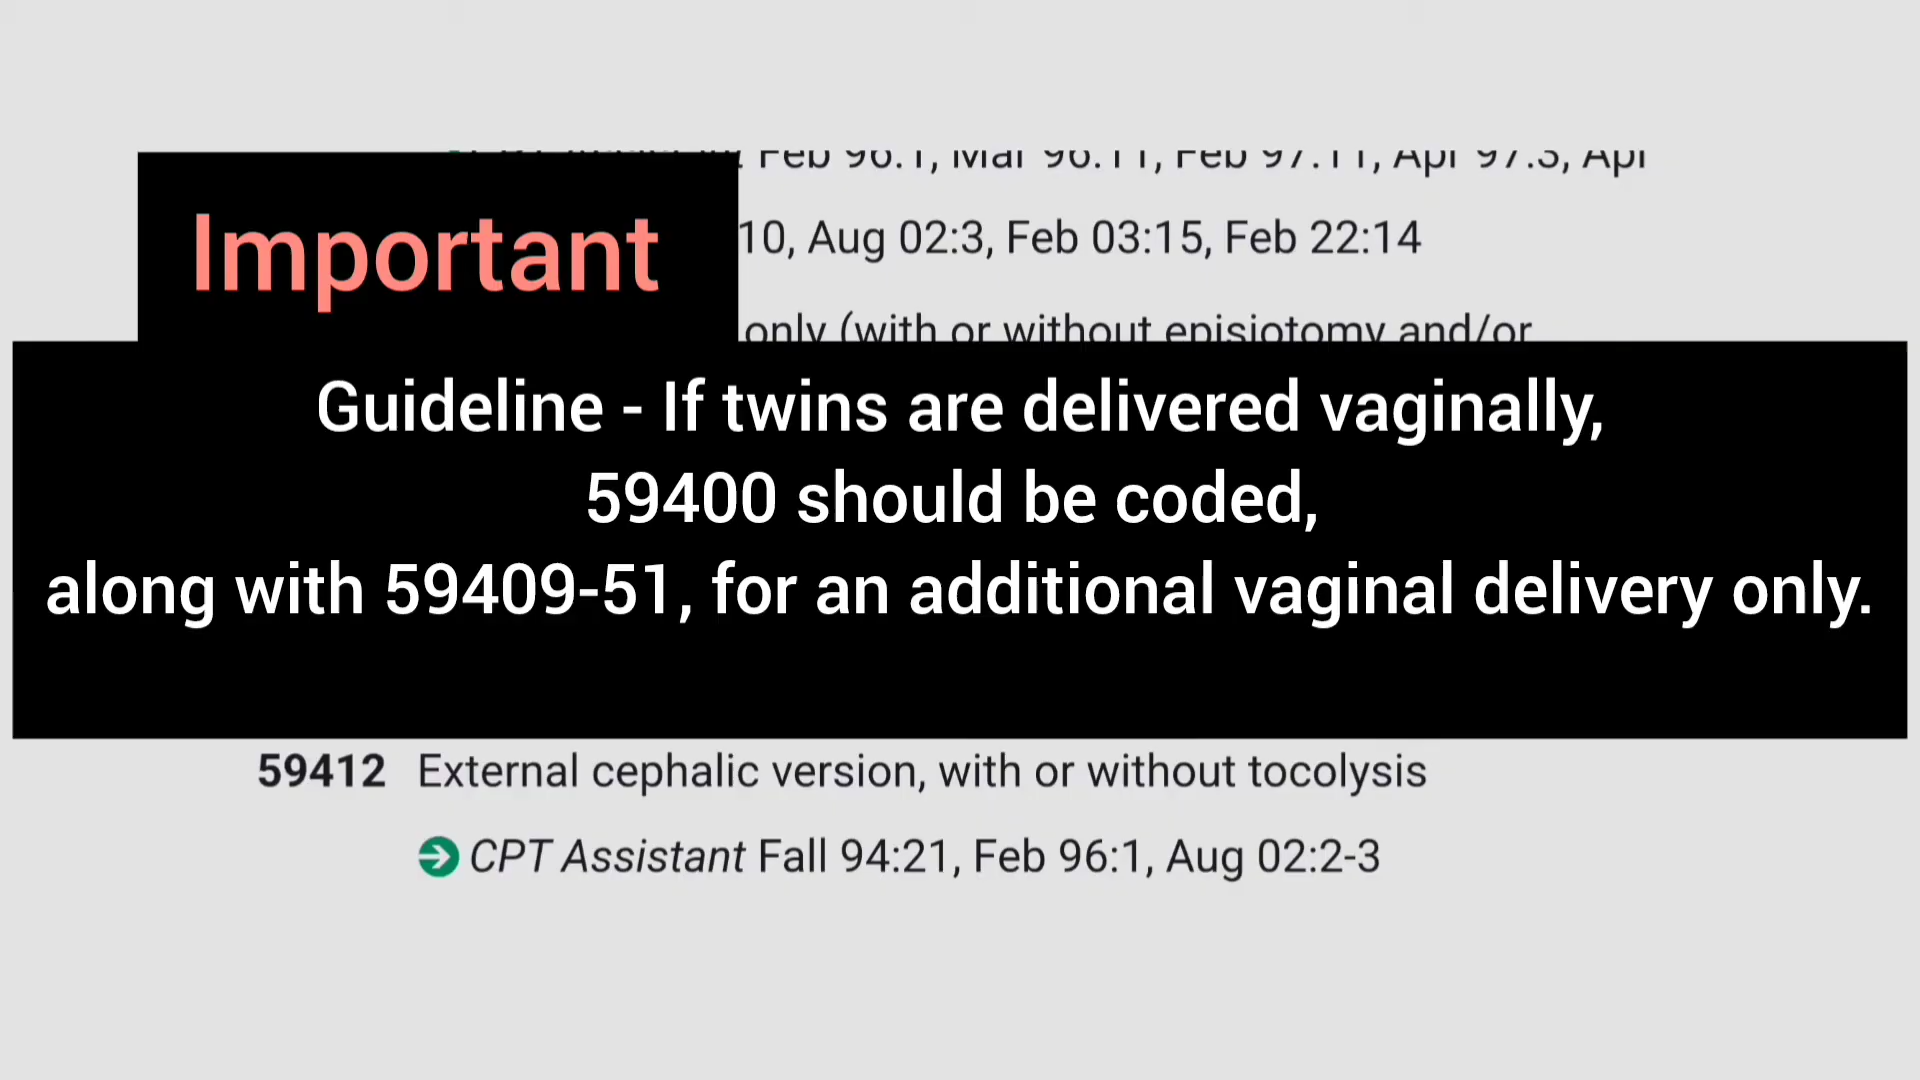 Feb 96:1, Mar 96:11, Feb 97:11, Apr 97:3, Apr
Important
10, Aug 02:3, Feb 03:15, Feb 22:14
only (with or without episiotomy and/or
Guideline - If twins are delivered vaginally,
59400 should be coded,
along with 59409-51, for an additional vaginal delivery only.
59412 External cephalic version, with or without tocolysis
CPT Assistant Fall 94:21, Feb 96:1, Aug 02:2-3